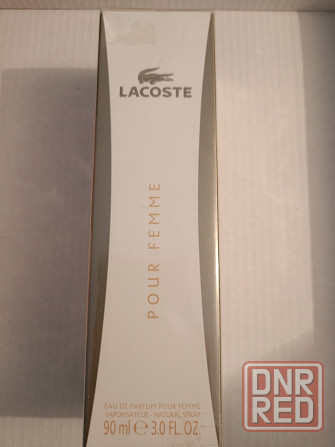 LACOSTE
POUR FEMME
EAU DE PARFUM POUR FEMME
VAPORISATEUR - NATURAL SPRAY
90 ml e 3.0 FL.OZ.
DNR
RED